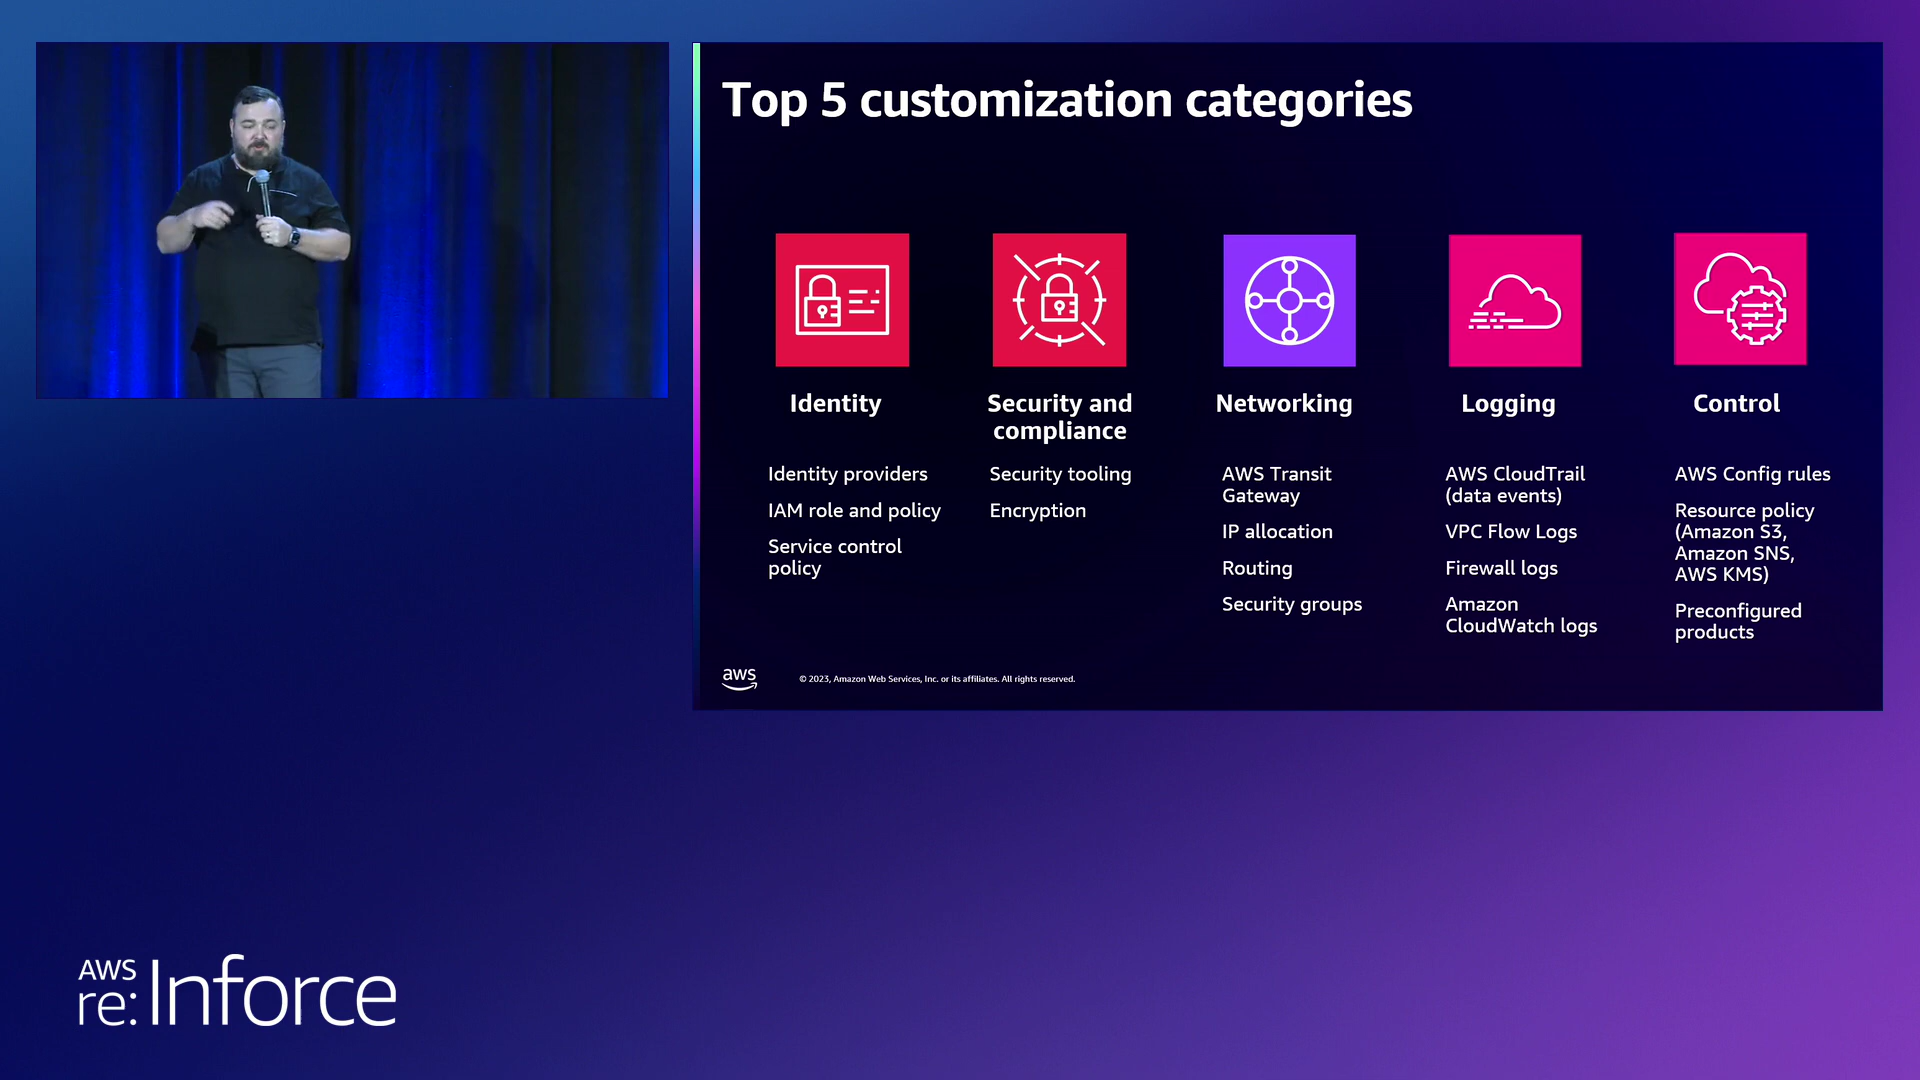 Top 5 customization categories
Identity
Identity providers
IAM role and policy
Service control
policy
Security and
compliance
Security tooling
Encryption
Networking
AWS Transit
Gateway
IP allocation
Routing
Security groups
Logging
AWS CloudTrail
(data events)
VPC Flow Logs
Firewall logs
Amazon
CloudWatch logs
Control
AWS Config rules
Resource policy
(Amazon S3,
Amazon SNS,
AWS KMS)
Preconfigured
products
aws
© 2023, Amazon Web Services, Inc. or its affiliates. All rights reserved.
AWS
re:Inforce